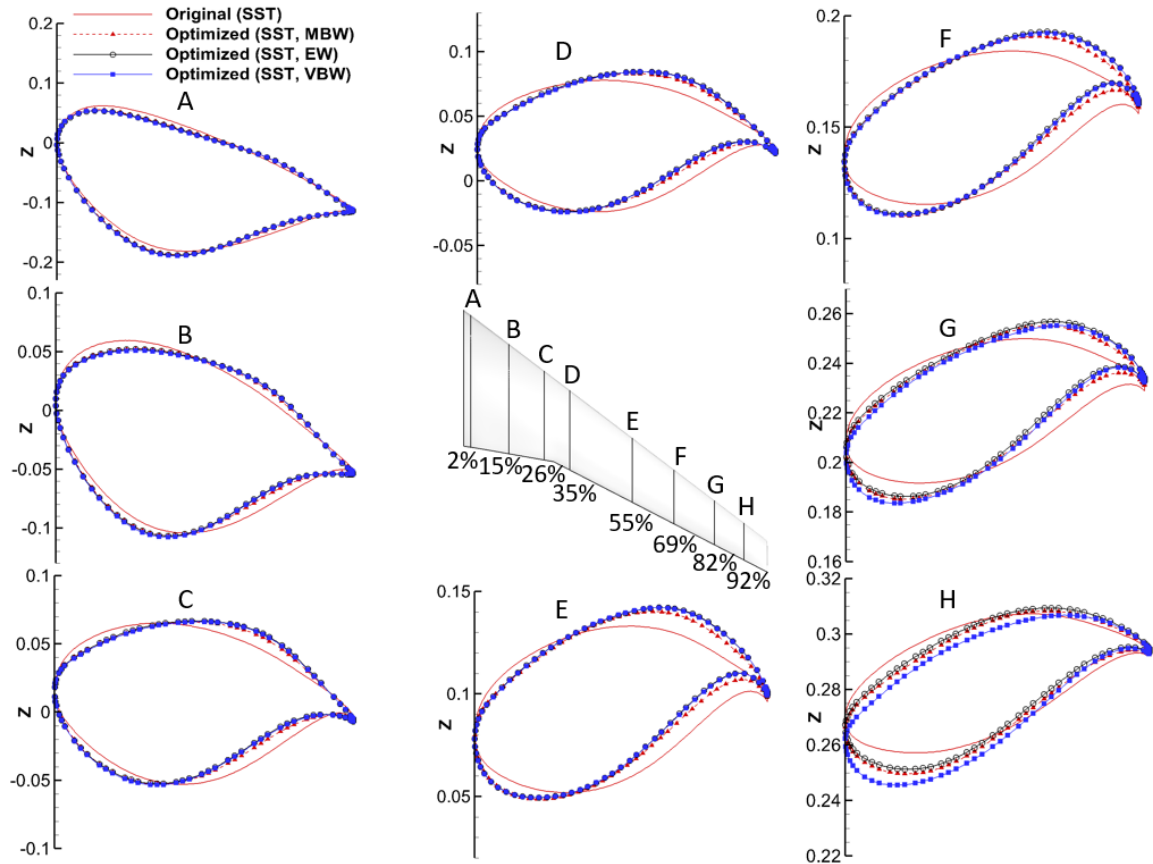 Original (SST)
Optimized (SST, MBW)
Optimized (SST, EW)
Optimized (SST, VBW)
A
0.2
0.1
0
-0.1
-0.2
Z
D
0.1
0.05
0
-0.05
Z
F
0.2
0.15
0.1
Z
B
0.1
0.05
0
-0.05
-0.1
Z
A
B
C
D
E
F
G
H
2%
15%
26%
35%
55%
69%
82%
92%
G
0.26
0.24
0.22
0.2
0.18
0.16
Z
C
0.1
0.05
0
-0.05
-0.1
Z
E
0.15
0.1
0.05
Z
H
0.32
0.3
0.28
0.26
0.24
0.22
Z